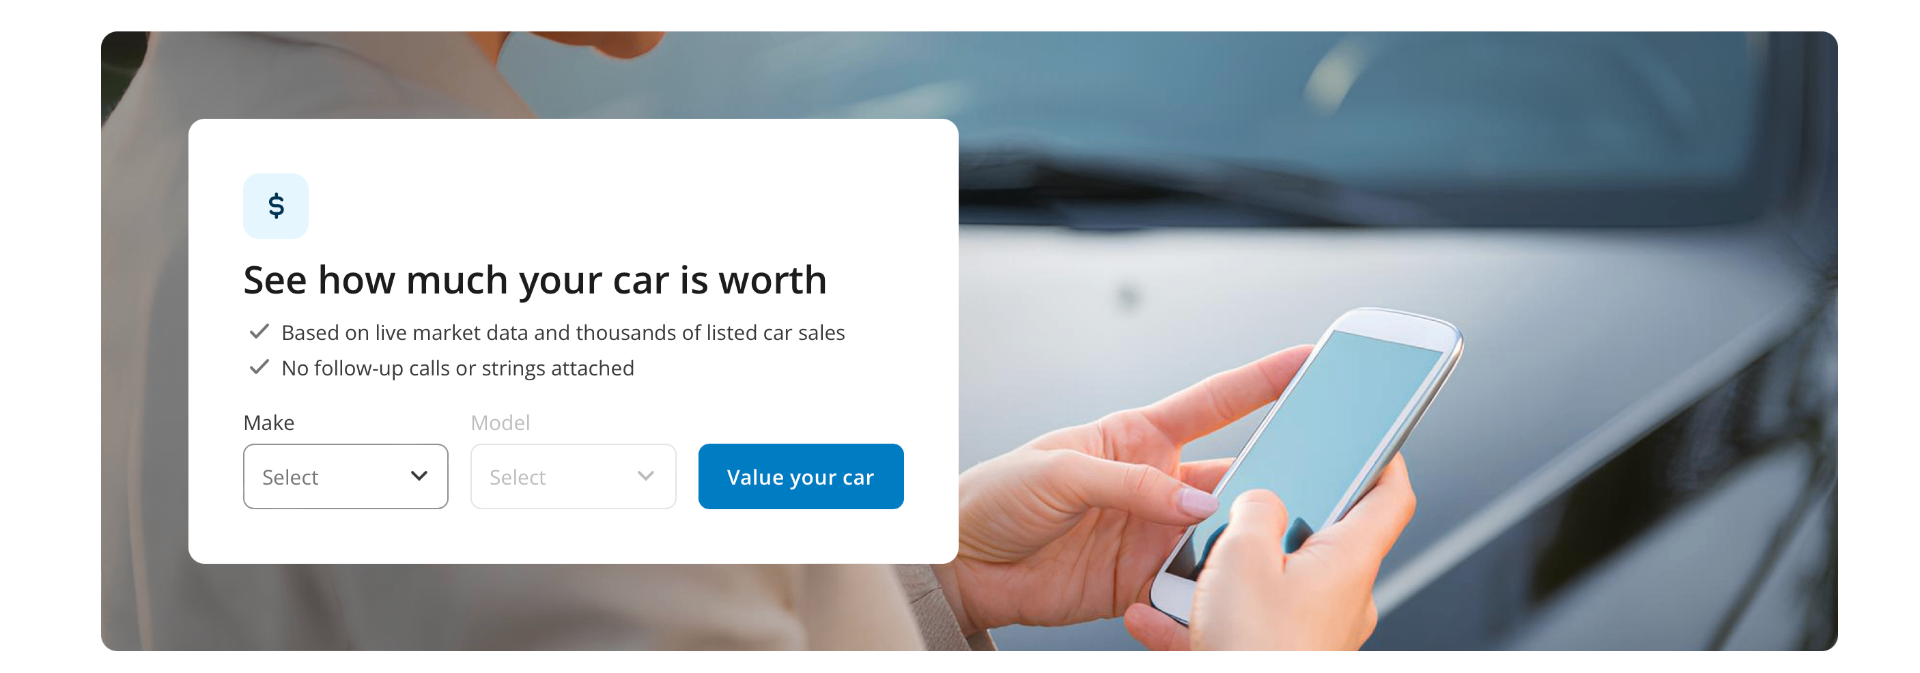 $
See how much your car is worth
Based on live market data and thousands of listed car sales
No follow-up calls or strings attached
Make
Model
Select
Select
Value your car